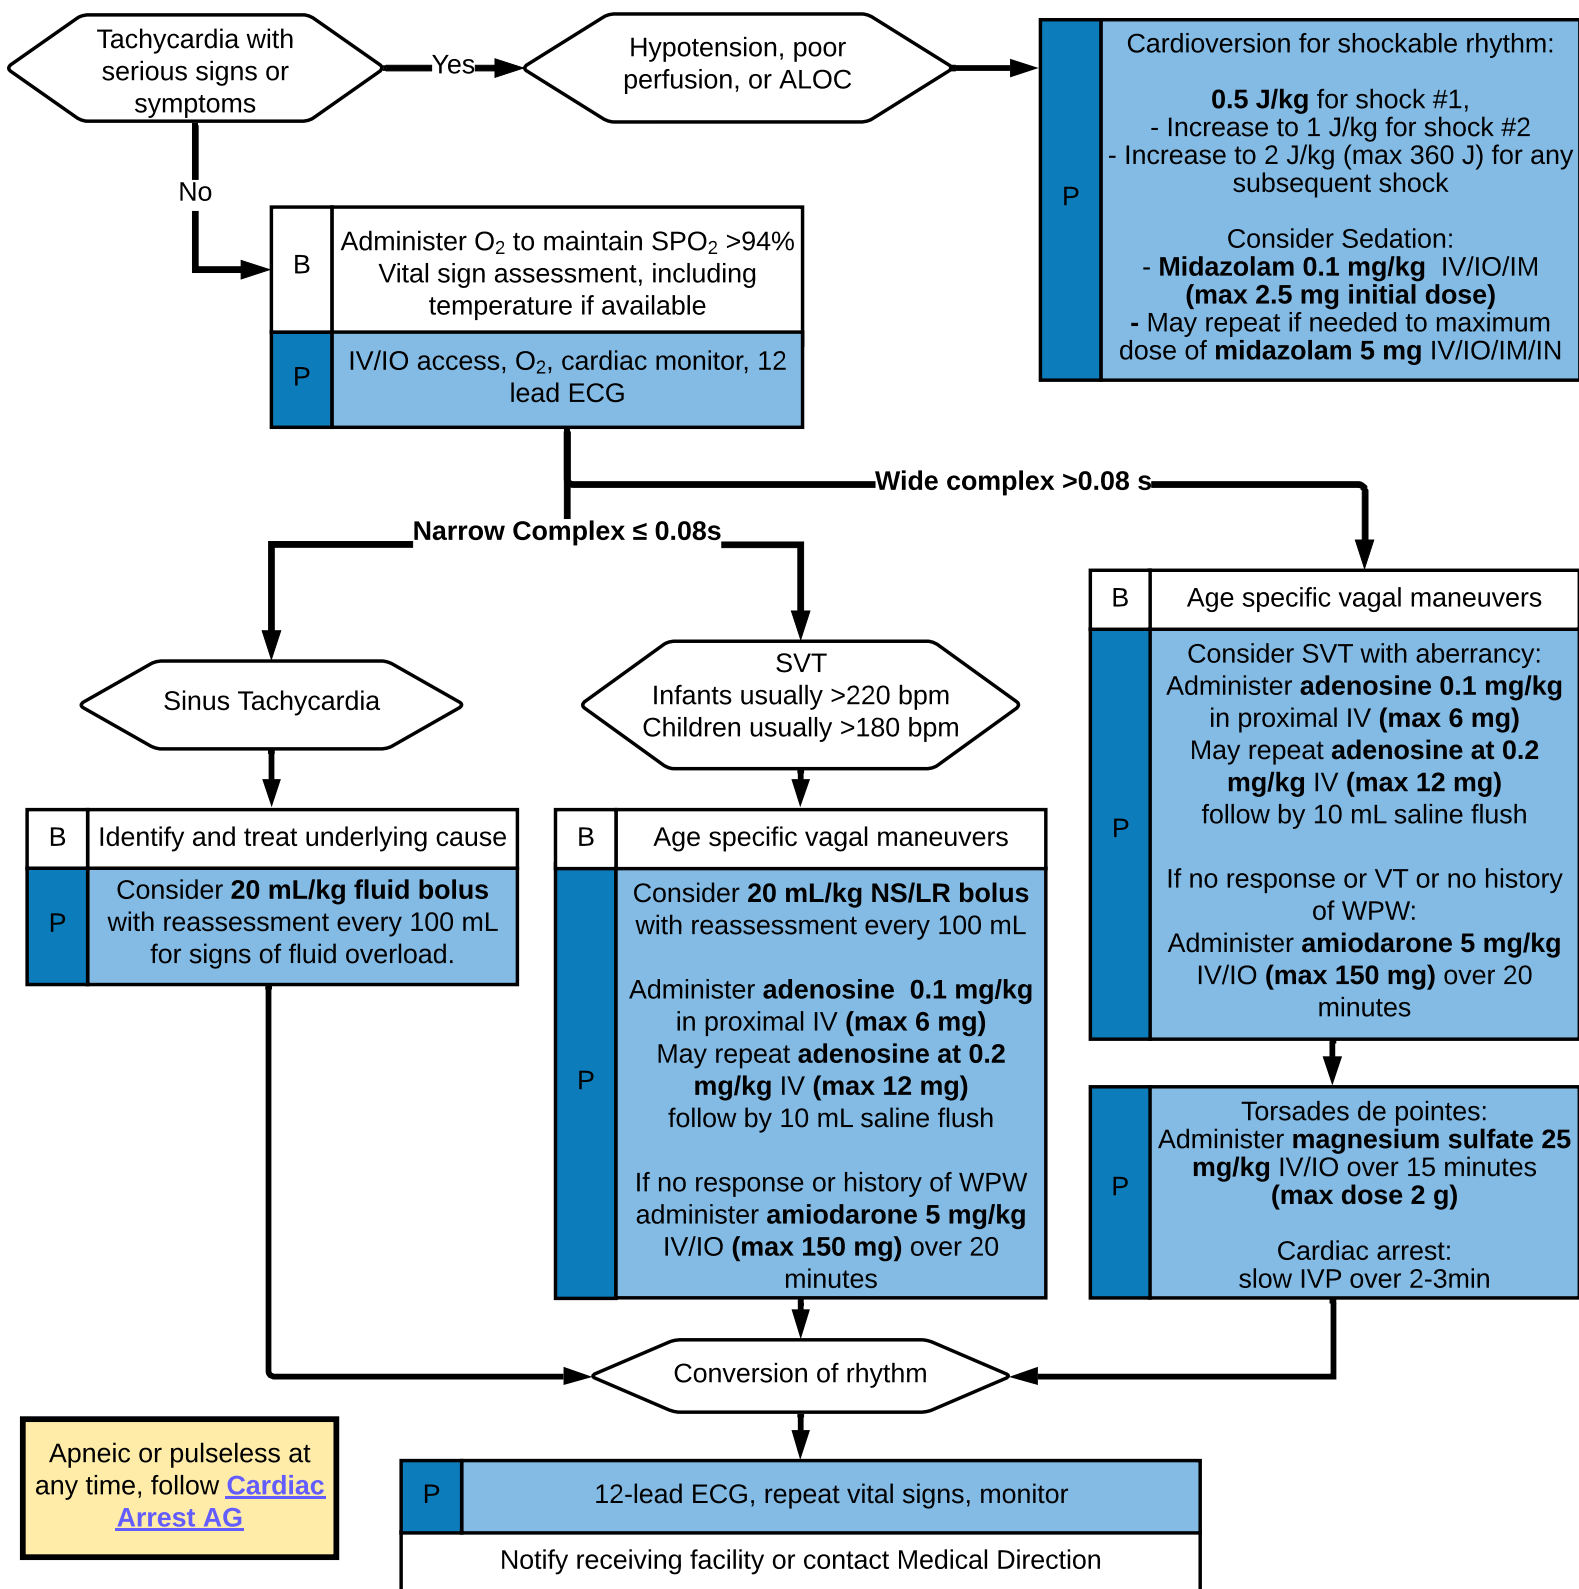 Tachycardia with
serious signs or
symptoms
Yes
Hypotension, poor
perfusion, or ALOC
P
Cardioversion for shockable rhythm:
0.5 J/kg for shock #1,
- Increase to 1 J/kg for shock #2
- Increase to 2 J/kg (max 360 J) for any
subsequent shock
Consider Sedation:
- Midazolam 0.1 mg/kg  IV/IO/IM
(max 2.5 mg initial dose)
- May repeat if needed to maximum
dose of midazolam 5 mg IV/IO/IM/IN
No
B
Administer O₂ to maintain SPO₂ >94%
Vital sign assessment, including
temperature if available
P
IV/IO access, O₂, cardiac monitor, 12
lead ECG
Wide complex >0.08 s
Narrow Complex ≤ 0.08s
Sinus Tachycardia
B
Identify and treat underlying cause
P
Consider 20 mL/kg fluid bolus
with reassessment every 100 mL
for signs of fluid overload.
SVT
Infants usually >220 bpm
Children usually >180 bpm
B
Age specific vagal maneuvers
P
Consider 20 mL/kg NS/LR bolus
with reassessment every 100 mL
Administer adenosine  0.1 mg/kg
in proximal IV (max 6 mg)
May repeat adenosine at 0.2
mg/kg IV (max 12 mg)
follow by 10 mL saline flush
If no response or history of WPW
administer amiodarone 5 mg/kg
IV/IO (max 150 mg) over 20
minutes
B
Age specific vagal maneuvers
P
Consider SVT with aberrancy:
Administer adenosine 0.1 mg/kg
in proximal IV (max 6 mg)
May repeat adenosine at 0.2
mg/kg IV (max 12 mg)
follow by 10 mL saline flush
If no response or VT or no history
of WPW:
Administer amiodarone 5 mg/kg
IV/IO (max 150 mg) over 20
minutes
P
Torsades de pointes:
Administer magnesium sulfate 25
mg/kg IV/IO over 15 minutes
(max dose 2 g)
Cardiac arrest:
slow IVP over 2-3min
Conversion of rhythm
Apneic or pulseless at
any time, follow Cardiac
Arrest AG
P
12-lead ECG, repeat vital signs, monitor
Notify receiving facility or contact Medical Direction